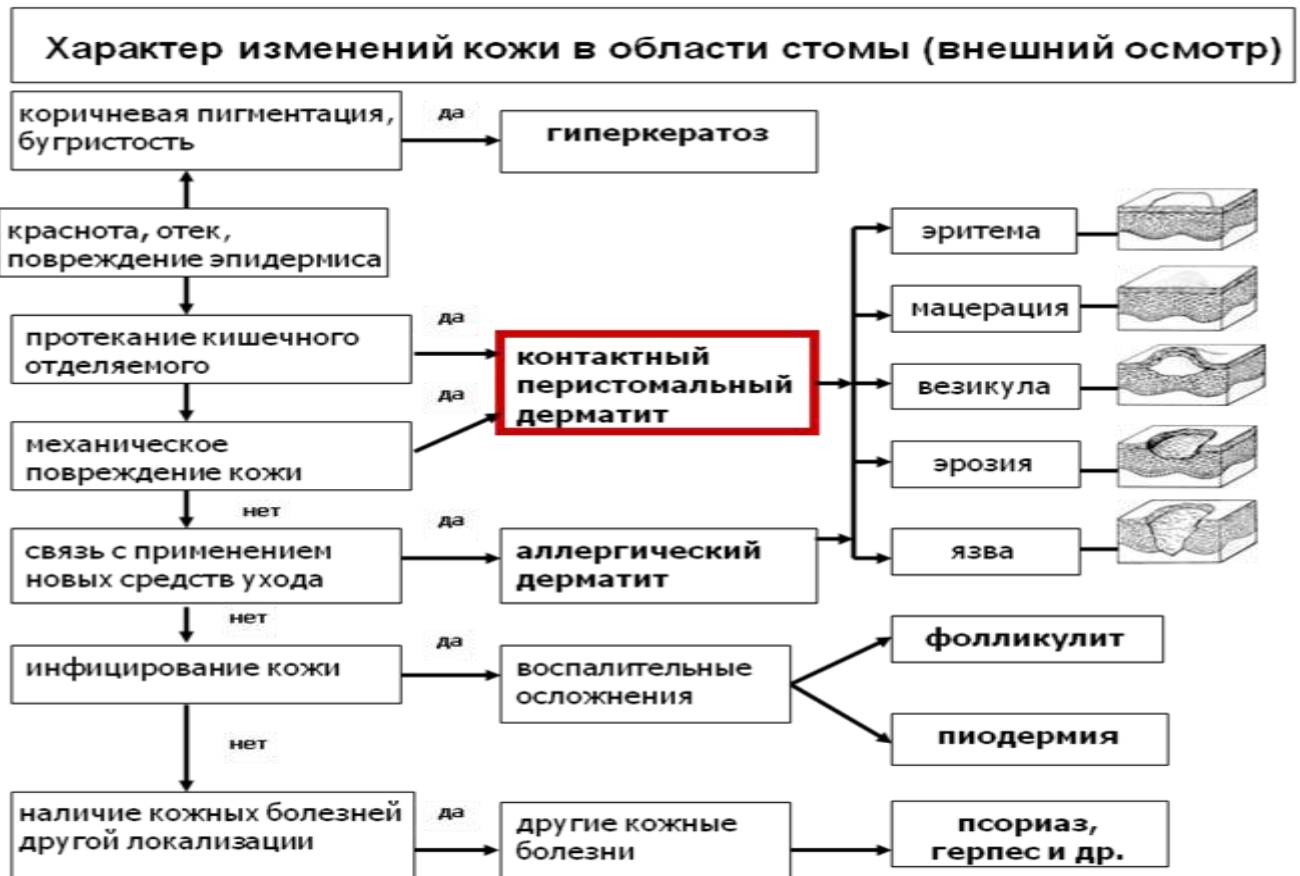 Характер изменений кожи в области стомы (внешний осмотр)
коричневая пигментация,
бугристость
да
гиперкератоз
краснота, отек,
повреждение эпидермиса
протекание кишечного
отделяемого
да
механическое
повреждение кожи
да
контактный
перистомальный
дерматит
эритема
мацерация
везикула
эрозия
язва
нет
связь с применением
новых средств ухода
да
аллергический
дерматит
нет
инфицирование кожи
да
воспалительные
осложнения
фолликулит
пиодермия
нет
наличие кожных болезней
другой локализации
да
другие кожные
болезни
псориаз,
герпес и др.